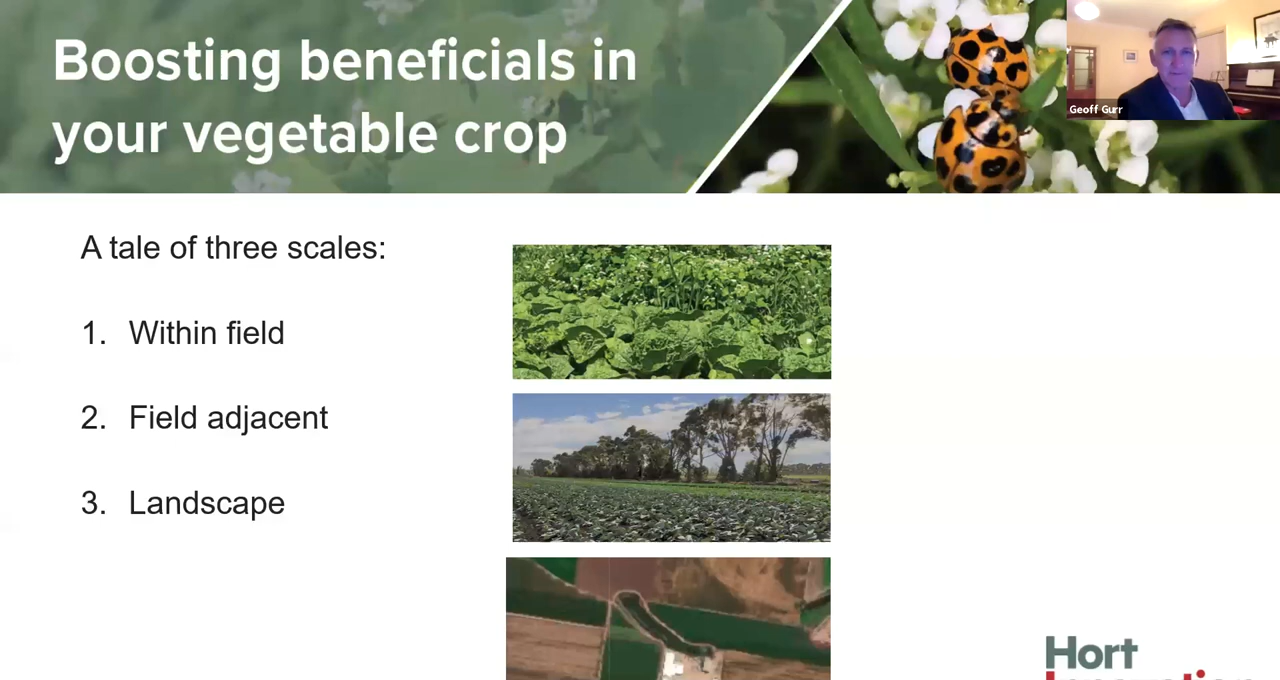 Boosting beneficials in
your vegetable crop
Geoff Gurr
A tale of three scales:
1. Within field
2. Field adjacent
3. Landscape
Hort
Innovation